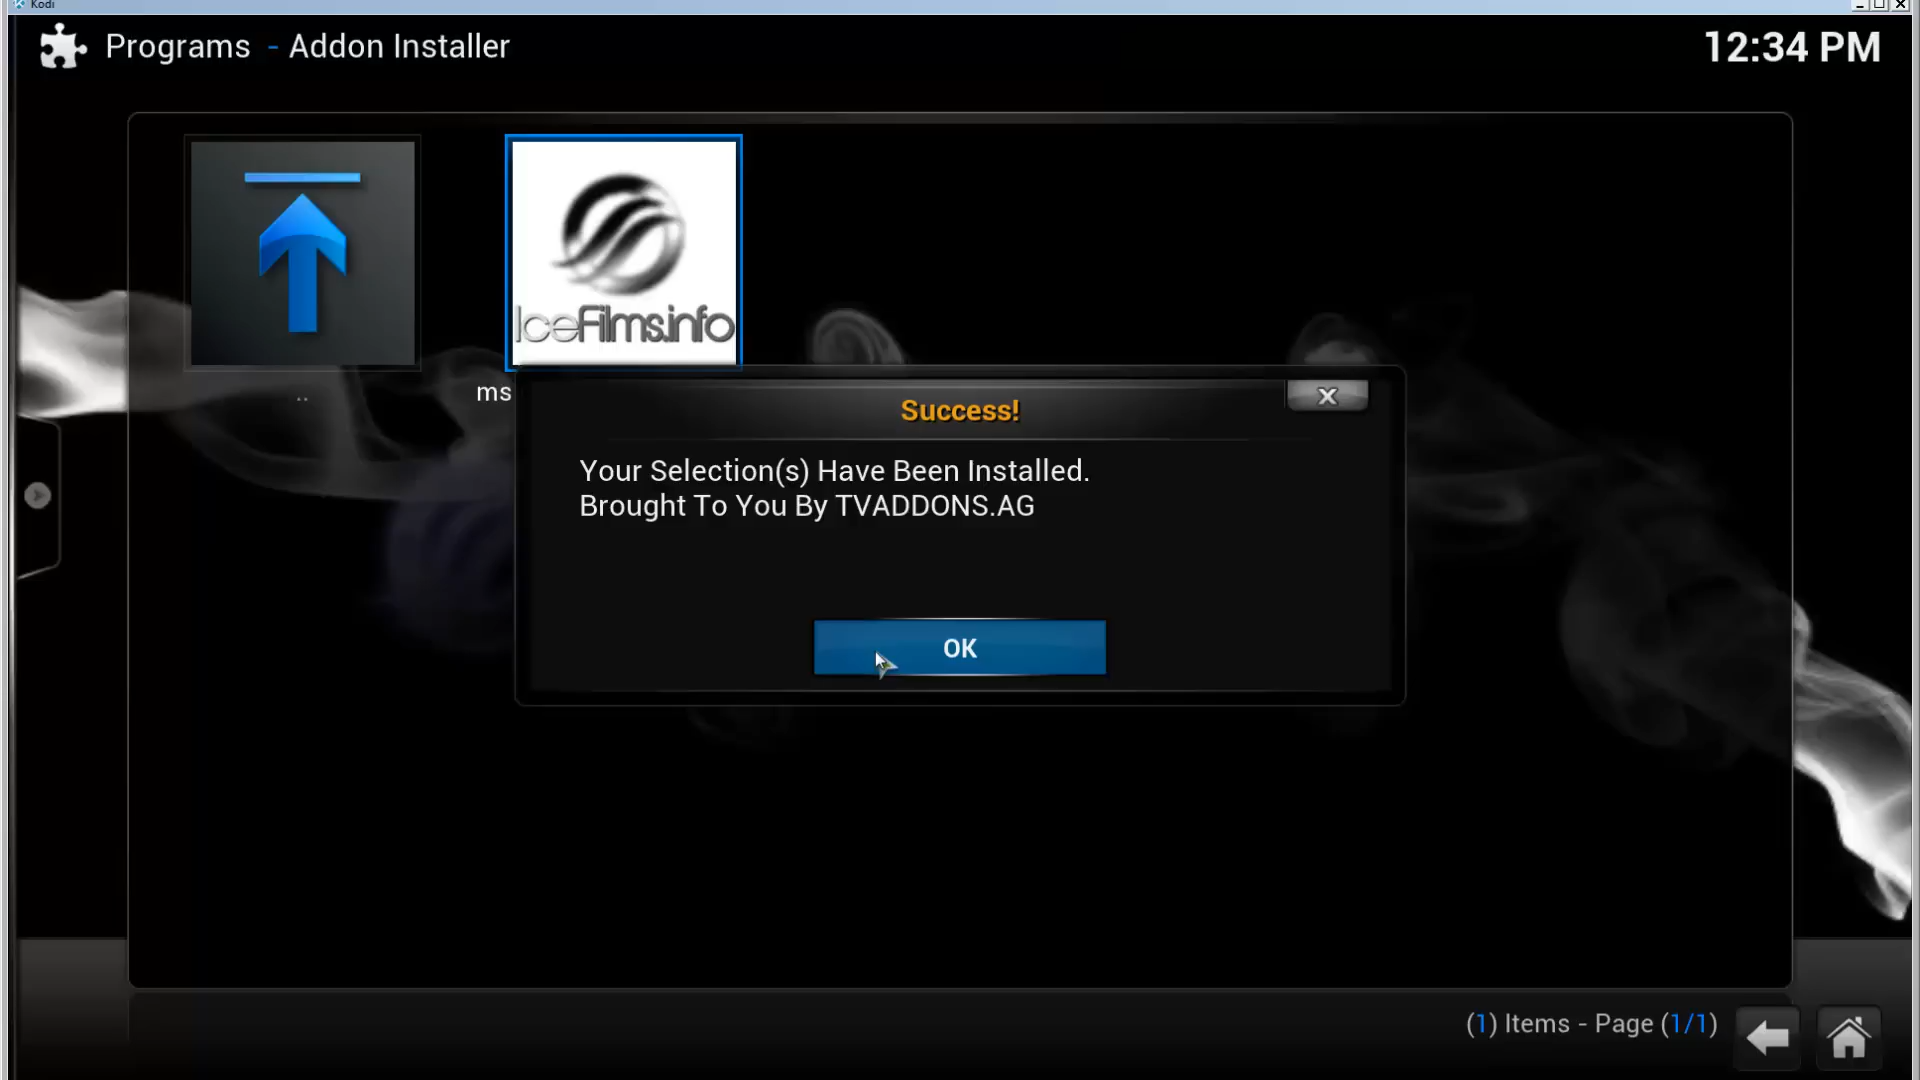 Kodi
Programs - Addon Installer
12:34 PM
IceFilms.info
..
ms
Success!
x
Your Selection(s) Have Been Installed.
Brought To You By TVADDONS.AG
OK
(1) Items - Page (1/1)